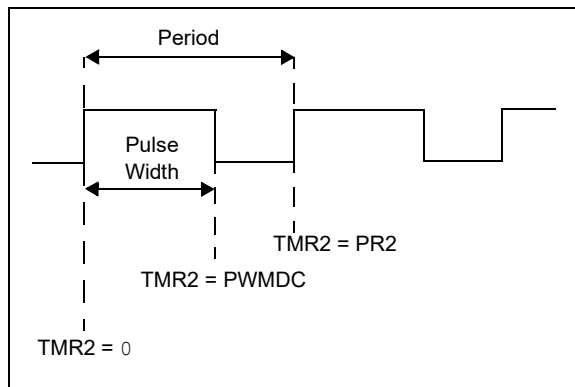 Period
Pulse
Width
TMR2 = PR2
TMR2 = PWMDC
TMR2 = 0